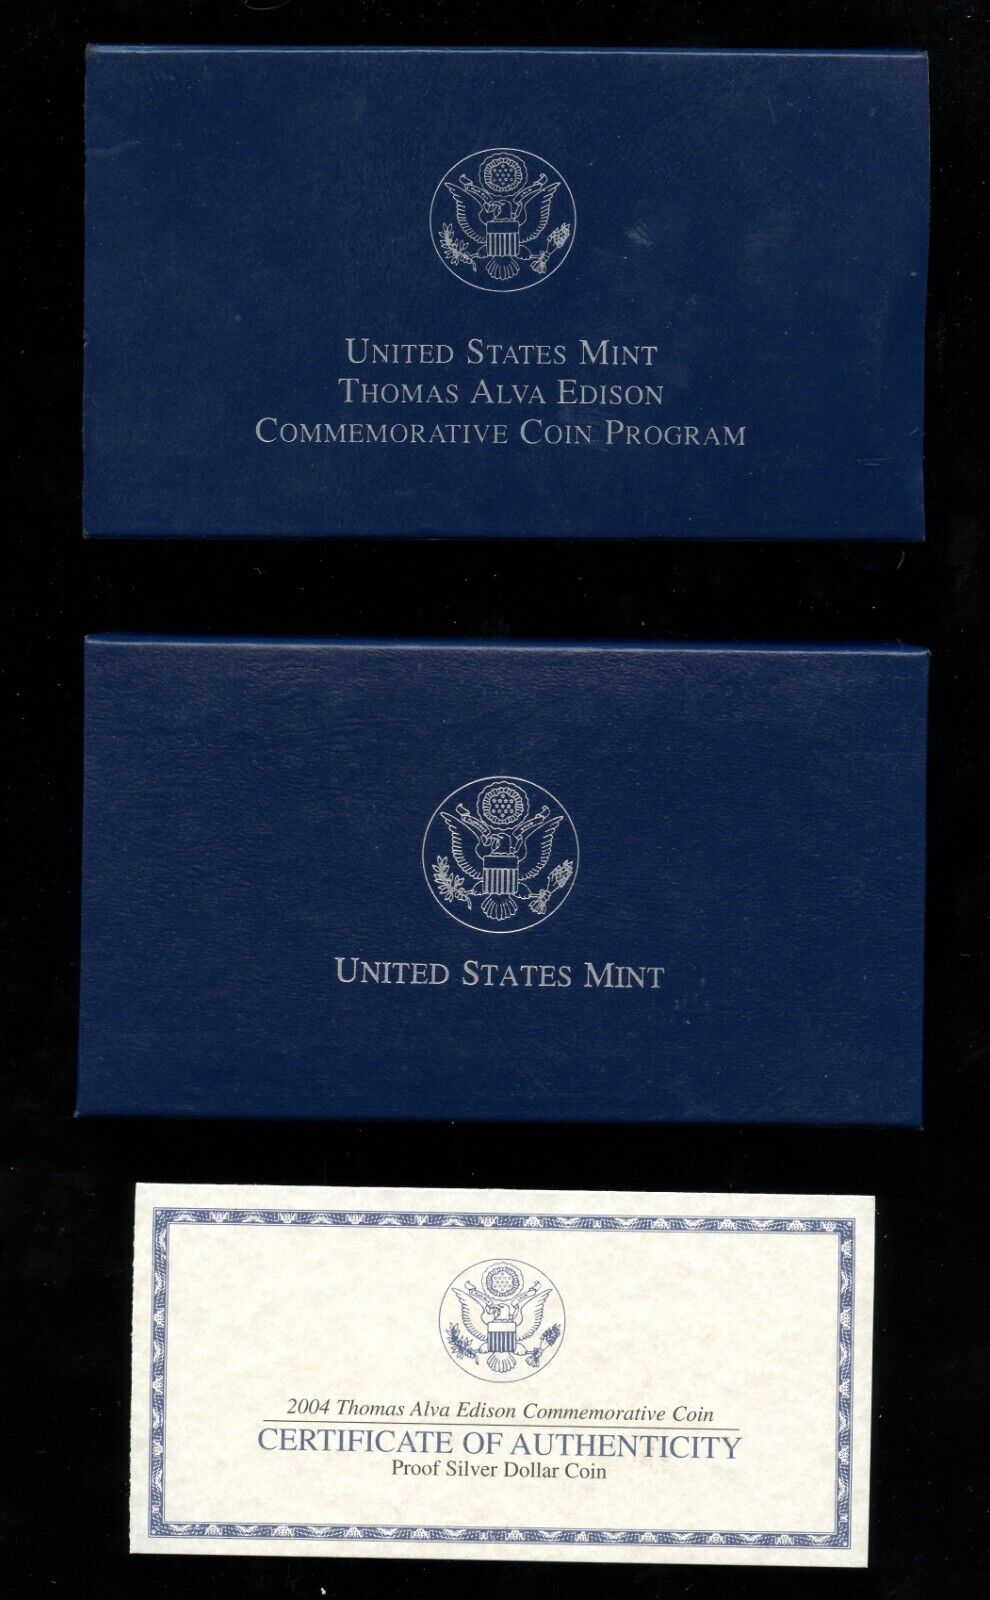 UNITED STATES MINT
THOMAS ALVA EDISON
COMMEMORATIVE COIN PROGRAM
UNITED STATES MINT
2004 Thomas Alva Edison Commemorative Coin
CERTIFICATE OF AUTHENTICITY
Proof Silver Dollar Coin